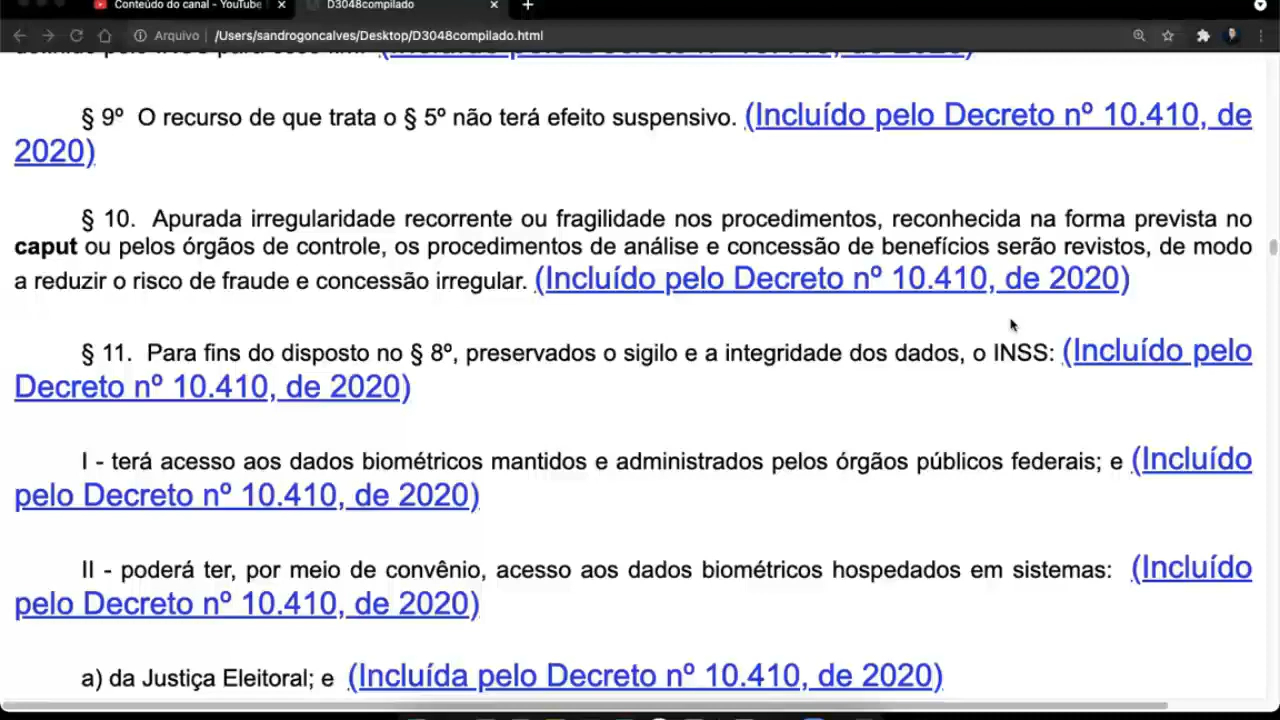 Conteúdo do canal - YouTube
D3048compilado
Arquivo
/Users/sandrogoncalves/Desktop/D3048compilado.html
§ 9º O recurso de que trata o § 5º não terá efeito suspensivo. (Incluído pelo Decreto nº 10.410, de
2020)
§ 10. Apurada irregularidade recorrente ou fragilidade nos procedimentos, reconhecida na forma prevista no
caput ou pelos órgãos de controle, os procedimentos de análise e concessão de benefícios serão revistos, de modo
a reduzir o risco de fraude e concessão irregular. (Incluído pelo Decreto nº 10.410, de 2020)
§ 11. Para fins do disposto no § 8º, preservados o sigilo e a integridade dos dados, o INSS: (Incluído pelo
Decreto nº 10.410, de 2020)
I - terá acesso aos dados biométricos mantidos e administrados pelos órgãos públicos federais; e (Incluído
pelo Decreto nº 10.410, de 2020)
II - poderá ter, por meio de convênio, acesso aos dados biométricos hospedados em sistemas: (Incluído
pelo Decreto nº 10.410, de 2020)
a) da Justiça Eleitoral; e (Incluída pelo Decreto nº 10.410, de 2020)